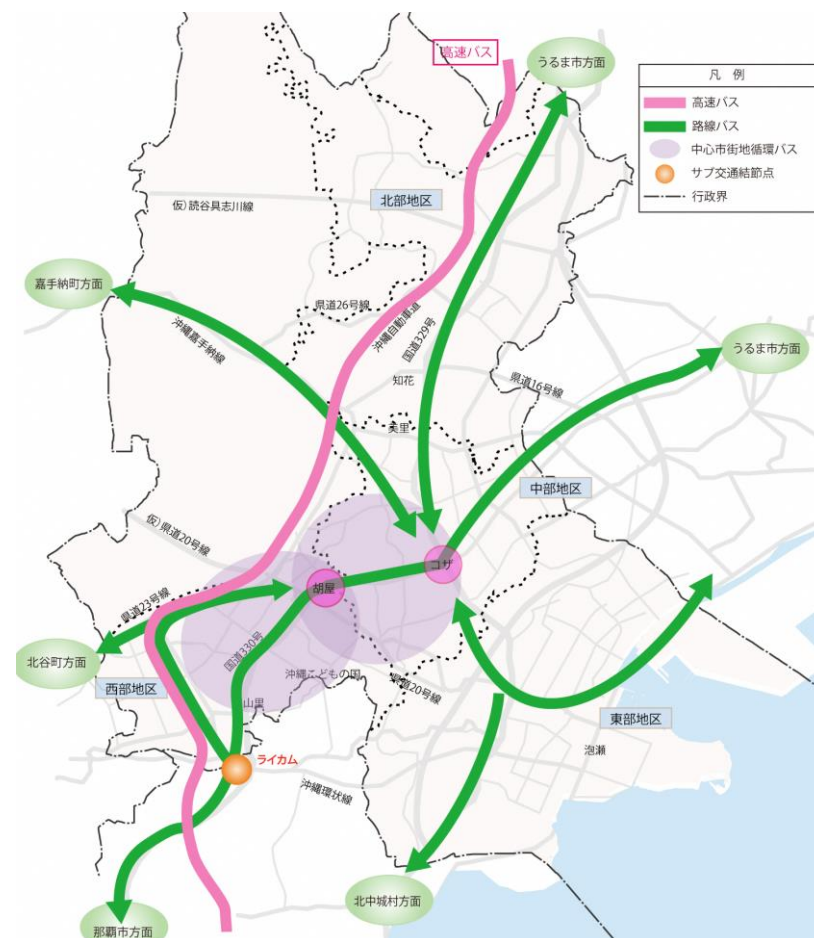 高速バス
うるま市方面
凡 例
高速バス
路線バス
中心市街地循環バス
サブ交通結節点
行政界
北部地区
仮)読谷具志川線
嘉手納町方面
県道26号線
沖縄自動車道
国道329号
沖縄嘉手納線
うるま市方面
知花
県道16号線
美里
中部地区
仮)県道20号線
コザ
胡屋
県道23号線
国道330号
北谷町方面
沖縄こどもの国
県道20号線
西部地区
山里
東部地区
泡瀬
ライカム
沖縄環状線
北中城村方面
那覇市方面